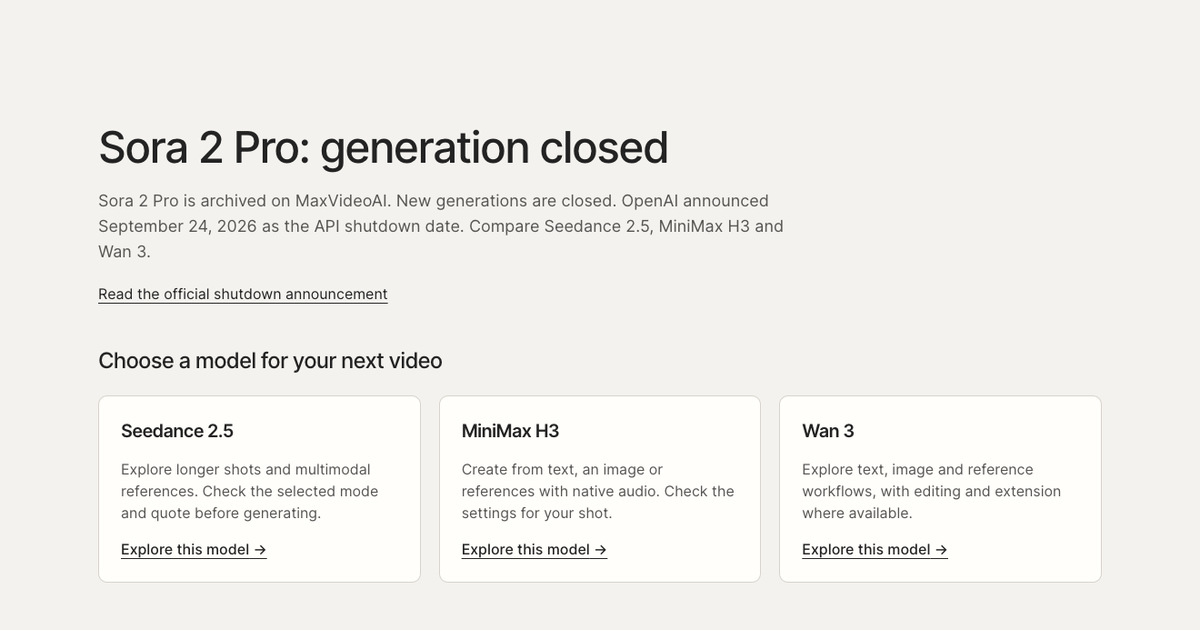 Sora 2 Pro: generation closed
Sora 2 Pro is archived on MaxVideoAI. New generations are closed. OpenAI announced
September 24, 2026 as the API shutdown date. Compare Seedance 2.5, MiniMax H3 and
Wan 3.
Read the official shutdown announcement
Choose a model for your next video
Seedance 2.5
Explore longer shots and multimodal
references. Check the selected mode
and quote before generating.
Explore this model →
MiniMax H3
Create from text, an image or
references with native audio. Check the
settings for your shot.
Explore this model →
Wan 3
Explore text, image and reference
workflows, with editing and extension
where available.
Explore this model →